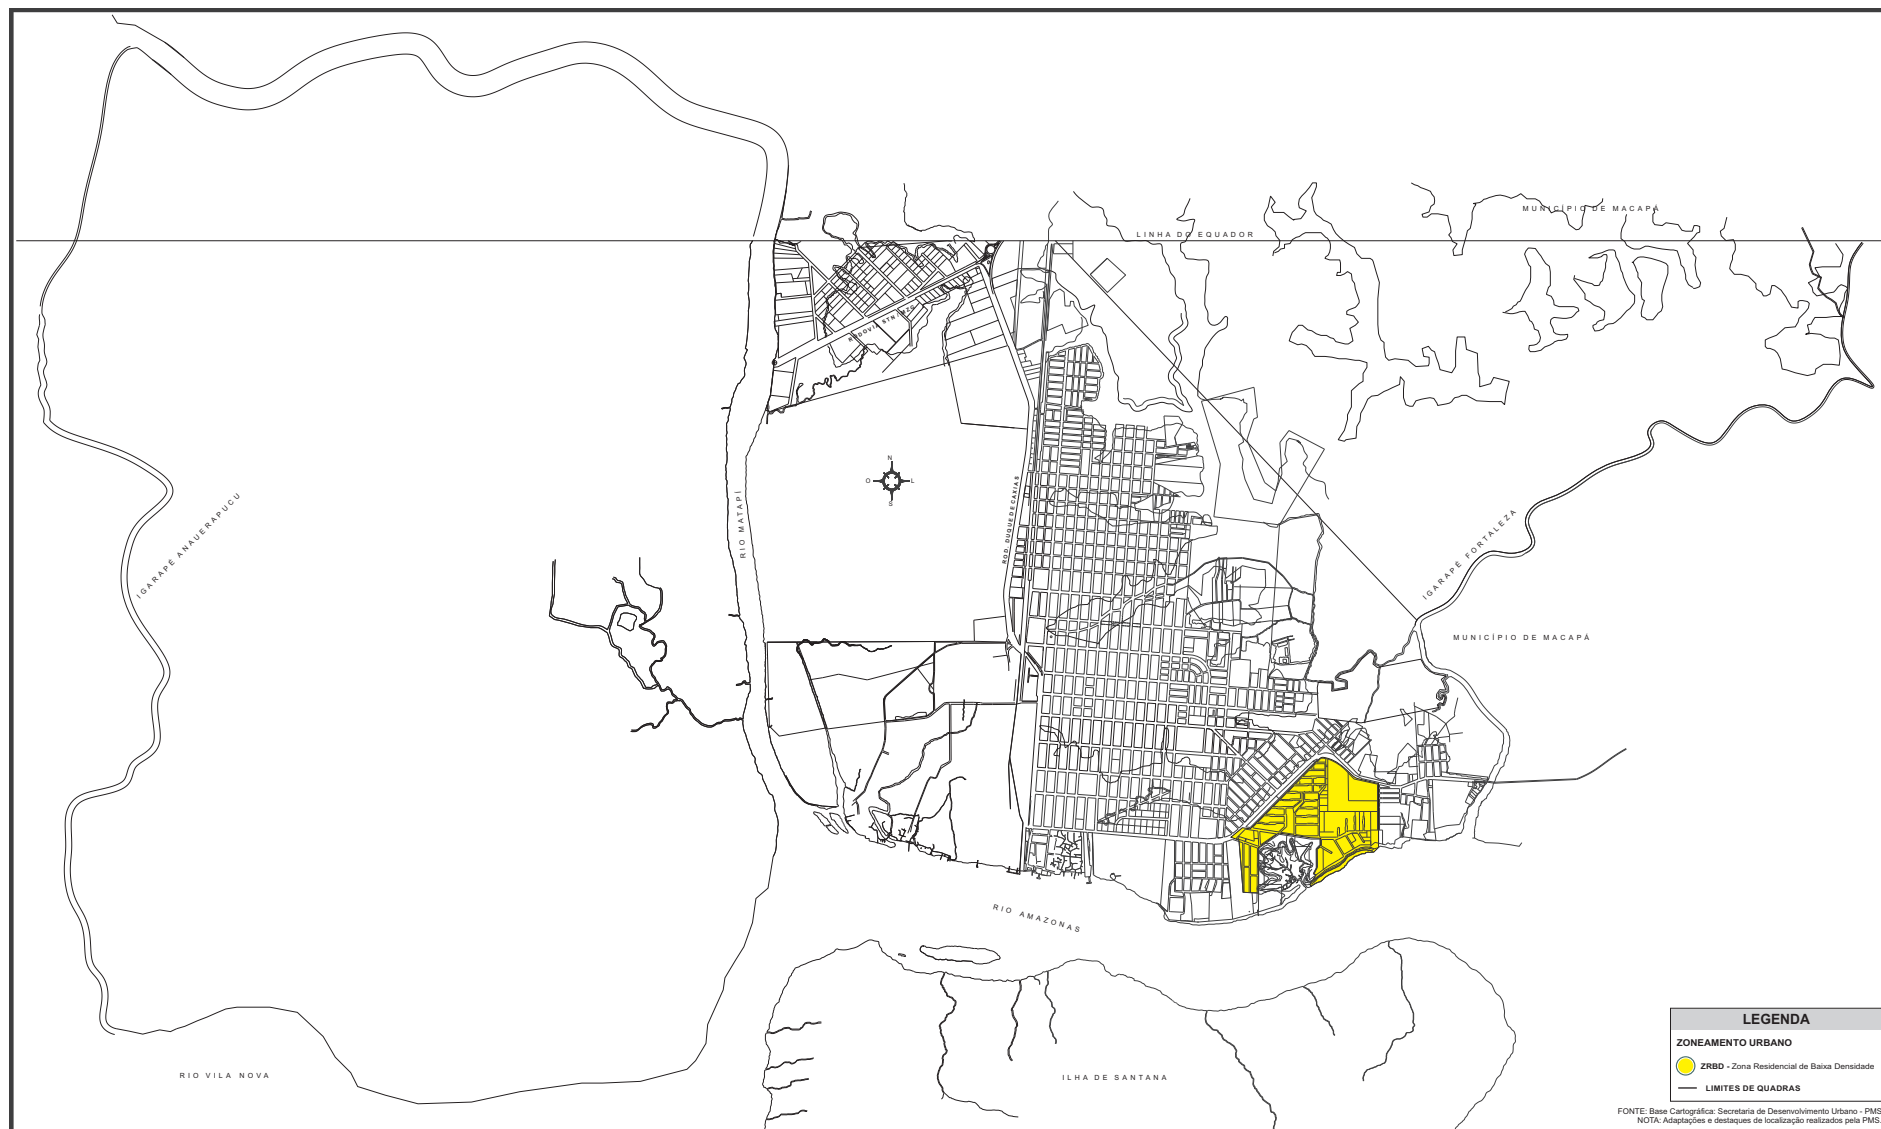 MUNICÍPIO DE MACAPÁ
LINHA DO EQUADOR
RODOVIA STN / MZG
N
O
L
S
ROD. DUQUE DE CAXIAS
RIO MATAPÍ
IGARAPÉ ANAUERAPUCU
IGARAPÉ FORTALEZA
MUNICÍPIO DE MACAPÁ
RIO AMAZONAS
RIO VILA NOVA
ILHA DE SANTANA
LEGENDA
ZONEAMENTO URBANO
ZRBD - Zona Residencial de Baixa Densidade
LIMITES DE QUADRAS
FONTE: Base Cartográfica: Secretaria de Desenvolvimento Urbano - PMS
NOTA: Adaptações e destaques de localização realizados pela PMS.